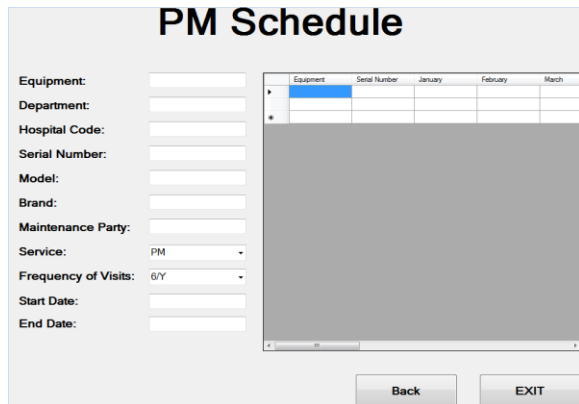 PM Schedule
Equipment:
Department:
Hospital Code:
Serial Number:
Model:
Brand:
Maintenance Party:
Service: PM
Frequency of Visits: 6/Y
Start Date:
End Date:
Equipment Serial Number January February March
Back EXIT